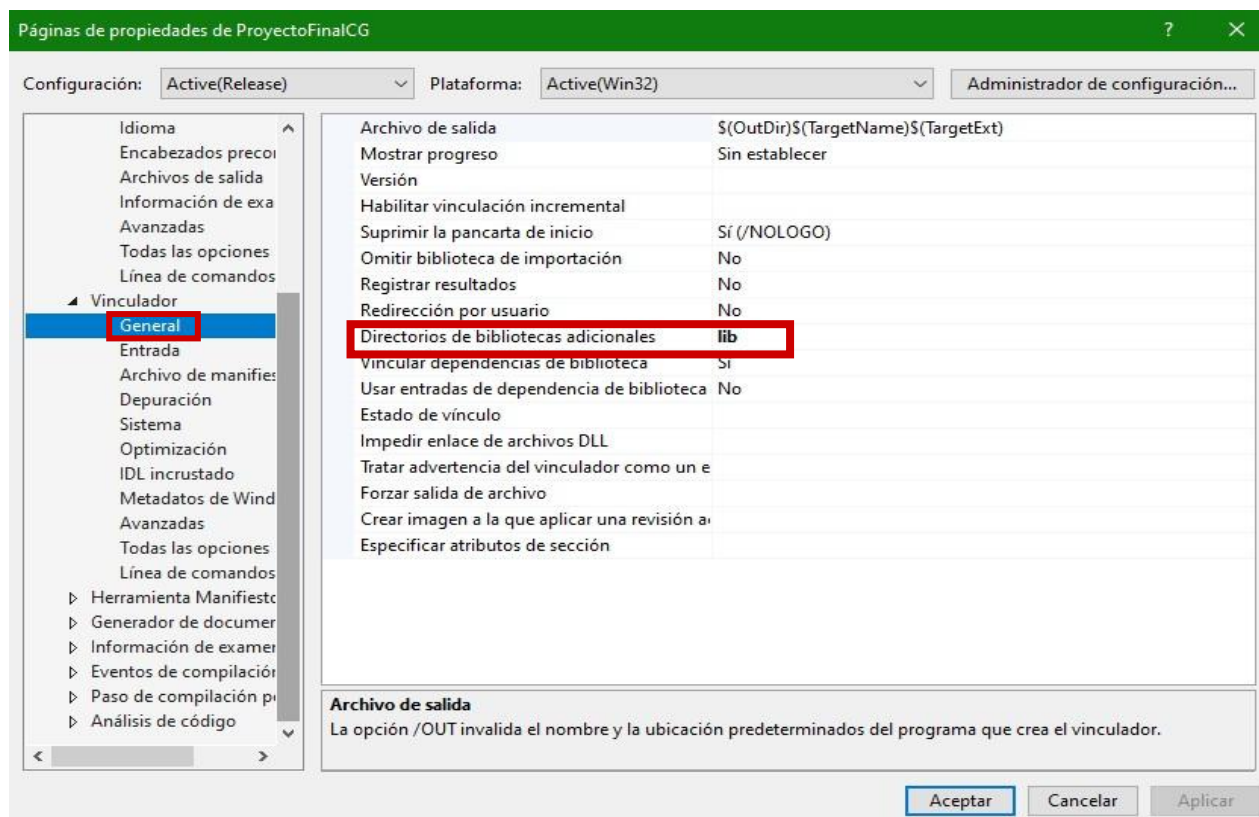 Páginas de propiedades de ProyectoFinalCG
Configuración: Active(Release) Plataforma: Active(Win32) Administrador de configuración...
Idioma
Encabezados precor
Archivos de salida
Información de exa
Avanzadas
Todas las opciones
Línea de comandos
Vinculador
General
Entrada
Archivo de manifies
Depuración
Sistema
Optimización
IDL incrustado
Metadatos de Wind
Avanzadas
Todas las opciones
Línea de comandos
Herramienta Manifiesto
Generador de documen
Información de examen
Eventos de compilación
Paso de compilación pe
Análisis de código
Archivo de salida $(OutDir)$(TargetName)$(TargetExt)
Mostrar progreso Sin establecer
Versión
Habilitar vinculación incremental
Suprimir la pancarta de inicio Sí (/NOLOGO)
Omitir biblioteca de importación No
Registrar resultados No
Redirección por usuario No
Directorios de bibliotecas adicionales lib
Vincular dependencias de biblioteca Sí
Usar entradas de dependencia de biblioteca No
Estado de vínculo
Impedir enlace de archivos DLL
Tratar advertencia del vinculador como un e
Forzar salida de archivo
Crear imagen a la que aplicar una revisión a
Especificar atributos de sección
Archivo de salida
La opción /OUT invalida el nombre y la ubicación predeterminados del programa que crea el vinculador.
Aceptar Cancelar Aplicar